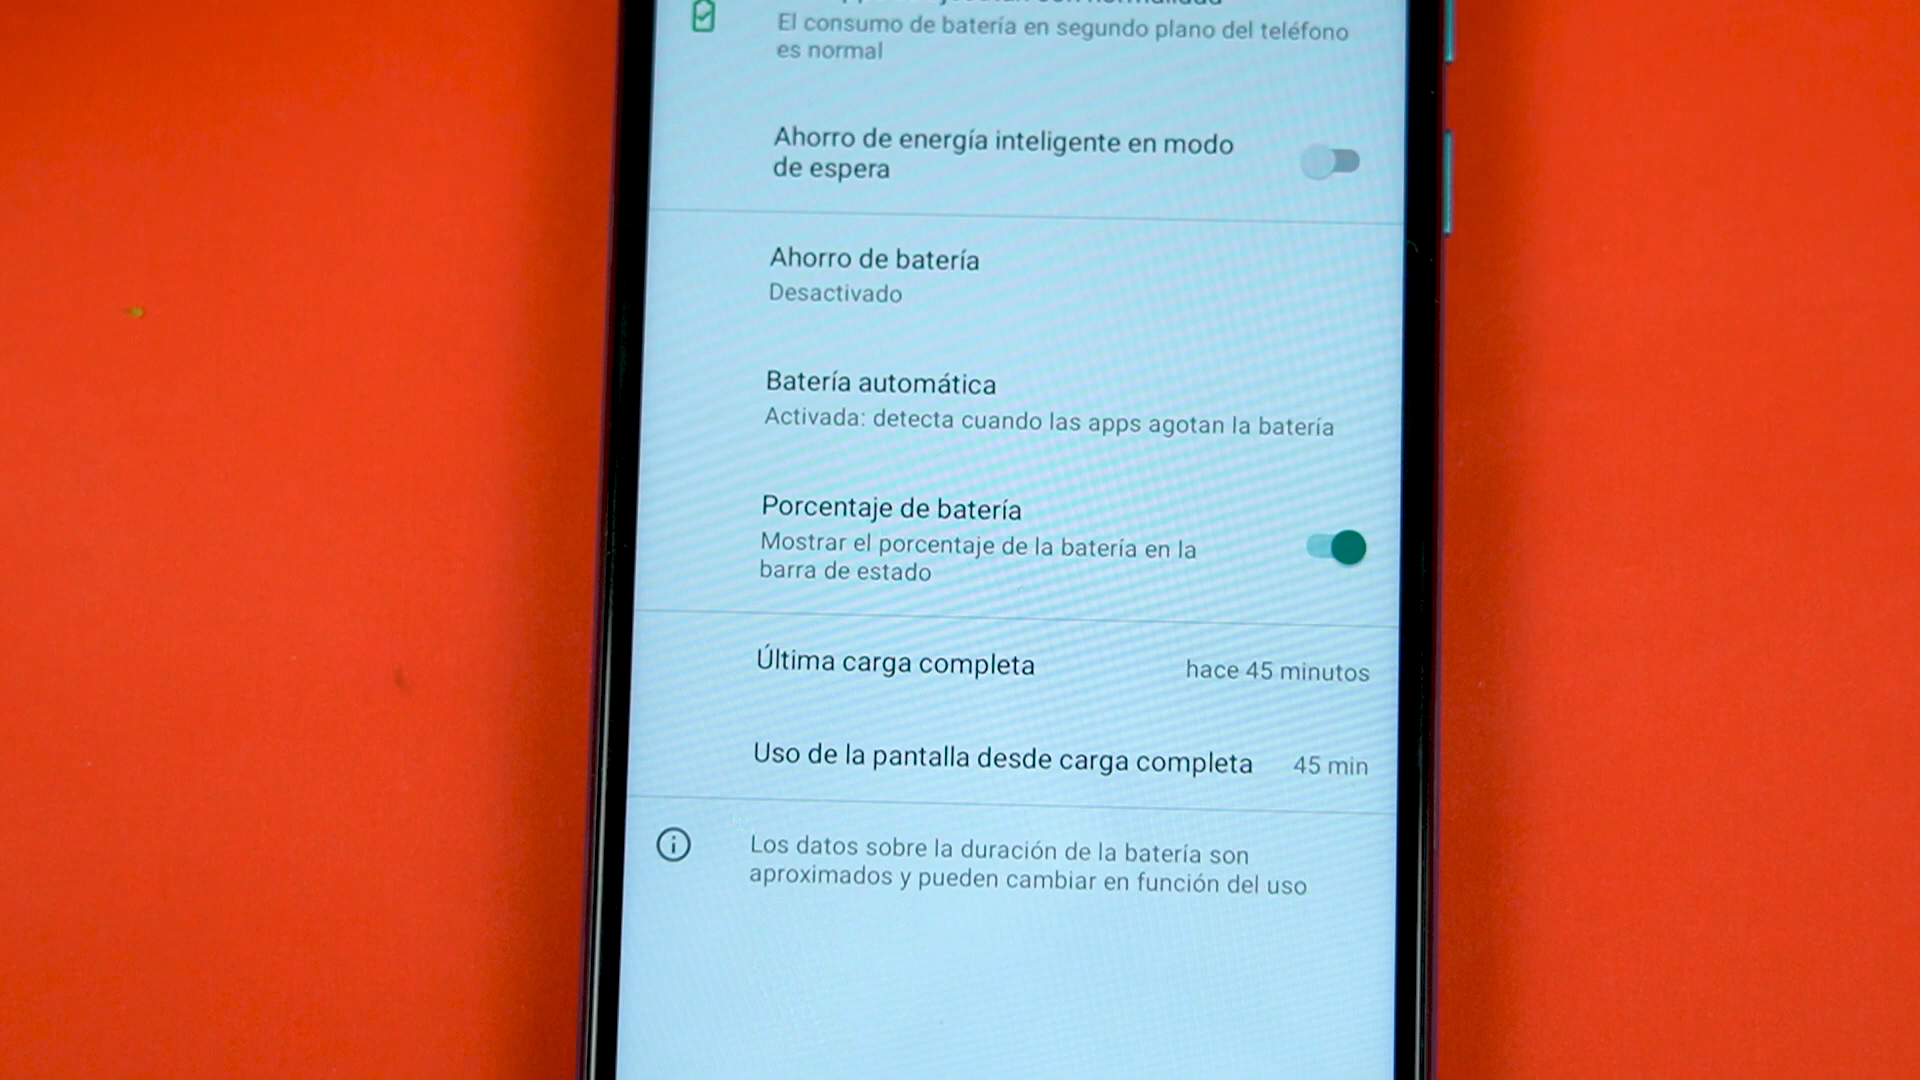 El consumo de batería en segundo plano del teléfono
es normal
Ahorro de energía inteligente en modo
de espera
Ahorro de batería
Desactivado
Batería automática
Activada: detecta cuando las apps agotan la batería
Porcentaje de batería
Mostrar el porcentaje de la batería en la
barra de estado
Última carga completa
hace 45 minutos
Uso de la pantalla desde carga completa
45 min
Los datos sobre la duración de la batería son
aproximados y pueden cambiar en función del uso